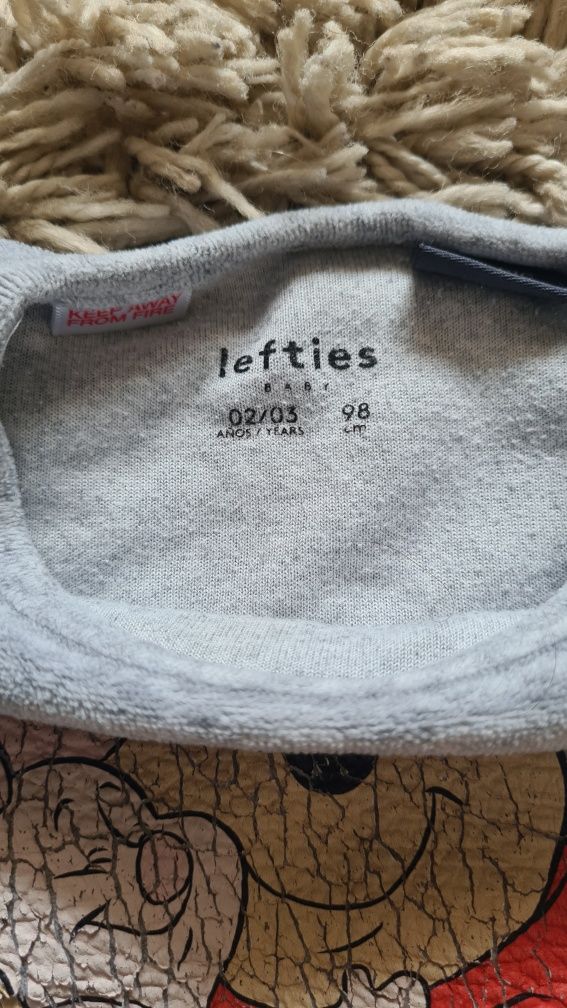 KEEP AWAY
FROM FIRE
lefties
BABY
02/03 98
AÑOS / YEARS cm